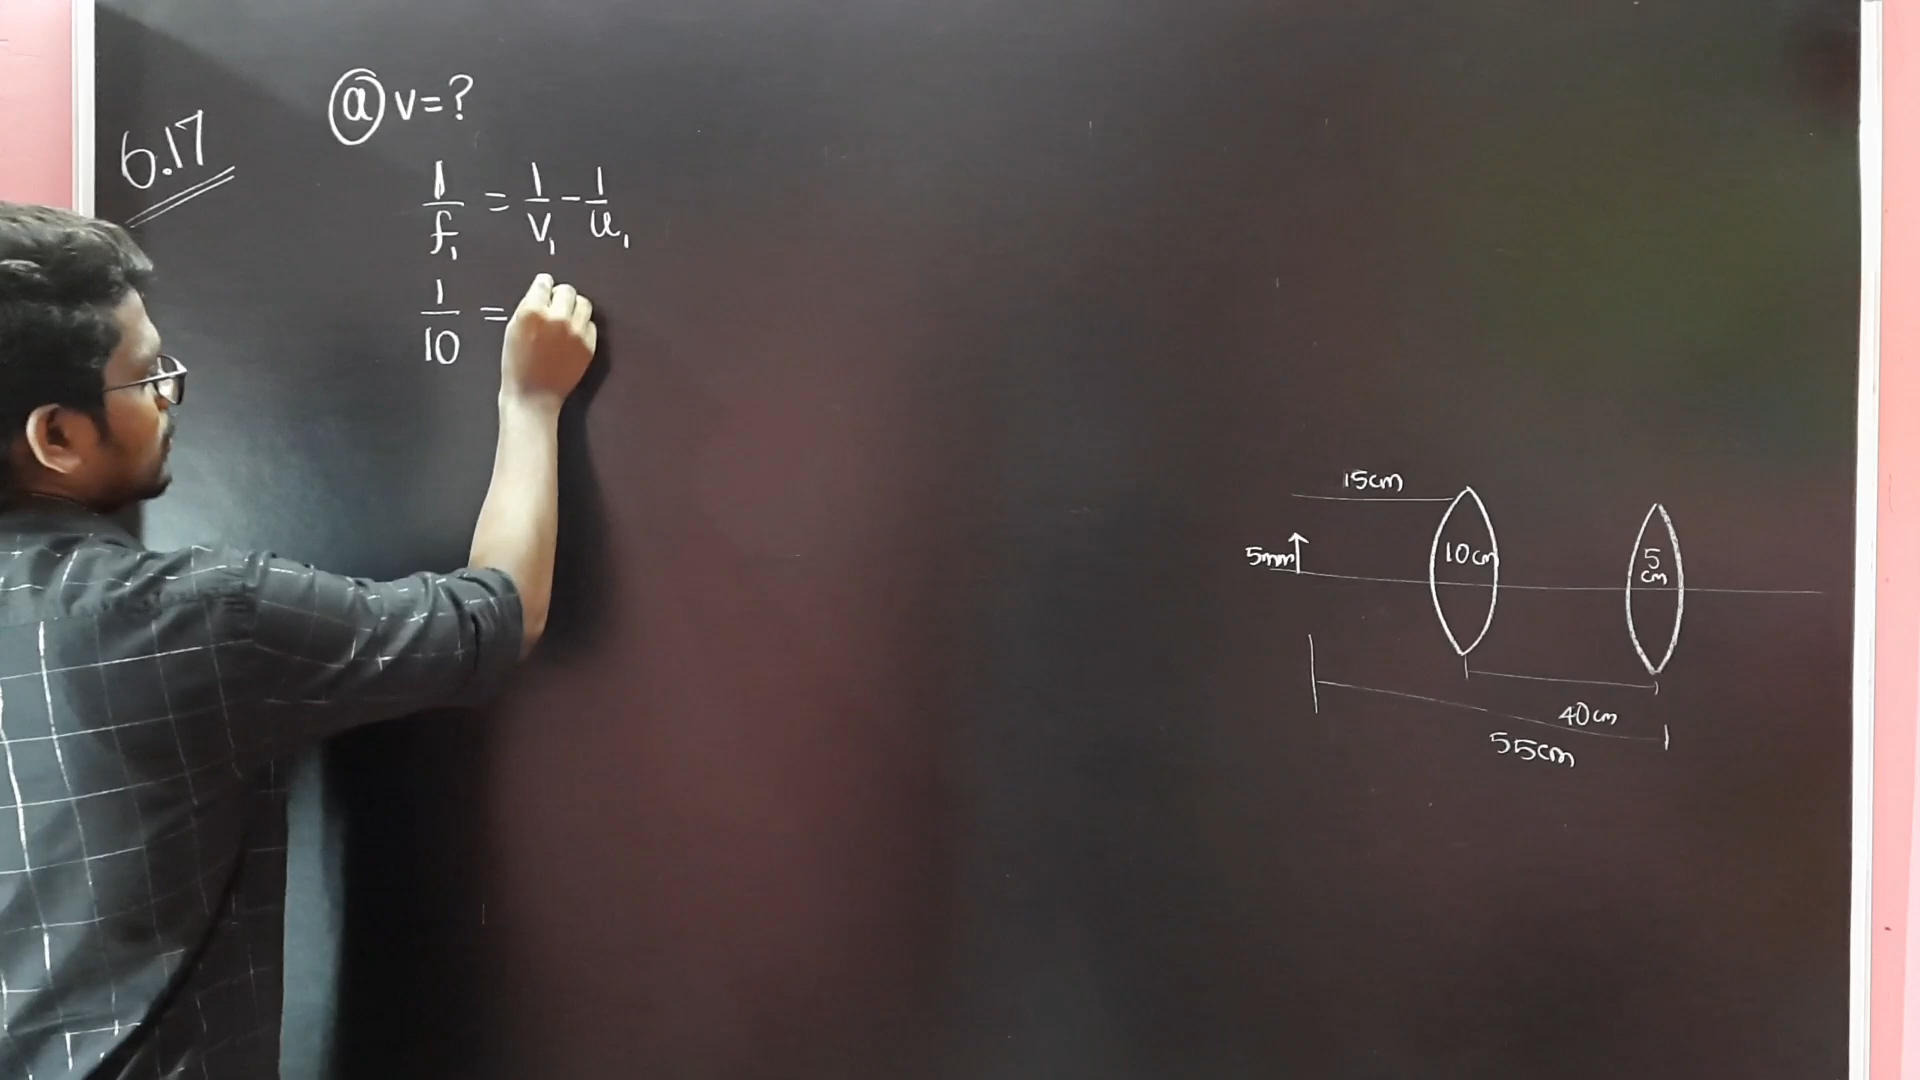 6.17
ⓐ v=?
1/f₁ = 1/v₁ - 1/u₁
1/10 =
15cm
5mm
10cm
5 cm
40cm
55cm